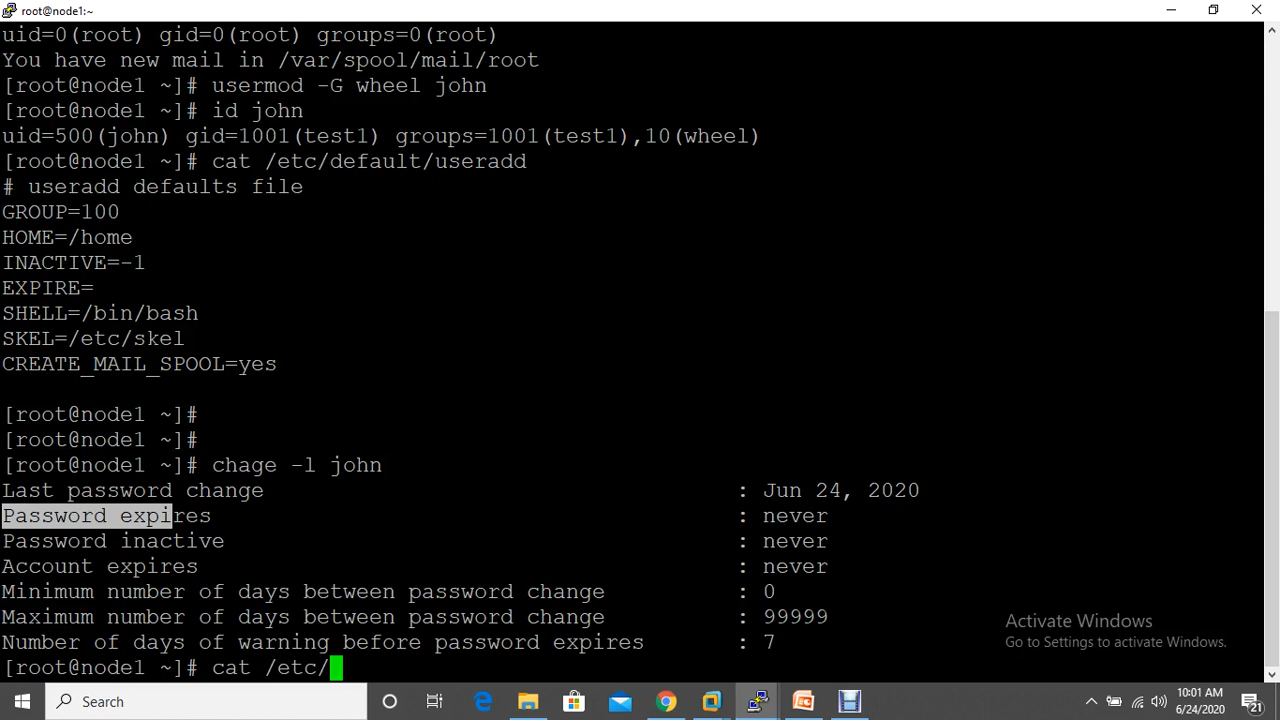 root@node1:~
uid=0(root) gid=0(root) groups=0(root)
You have new mail in /var/spool/mail/root
[root@node1 ~]# usermod -G wheel john
[root@node1 ~]# id john
uid=500(john) gid=1001(test1) groups=1001(test1),10(wheel)
[root@node1 ~]# cat /etc/default/useradd
# useradd defaults file
GROUP=100
HOME=/home
INACTIVE=-1
EXPIRE=
SHELL=/bin/bash
SKEL=/etc/skel
CREATE_MAIL_SPOOL=yes
[root@node1 ~]#
[root@node1 ~]#
[root@node1 ~]# chage -l john
Last password change : Jun 24, 2020
Password expires : never
Password inactive : never
Account expires : never
Minimum number of days between password change : 0
Maximum number of days between password change : 99999
Number of days of warning before password expires : 7
[root@node1 ~]# cat /etc/
Activate Windows
Go to Settings to activate Windows.
Search
10:01 AM
6/24/2020
21